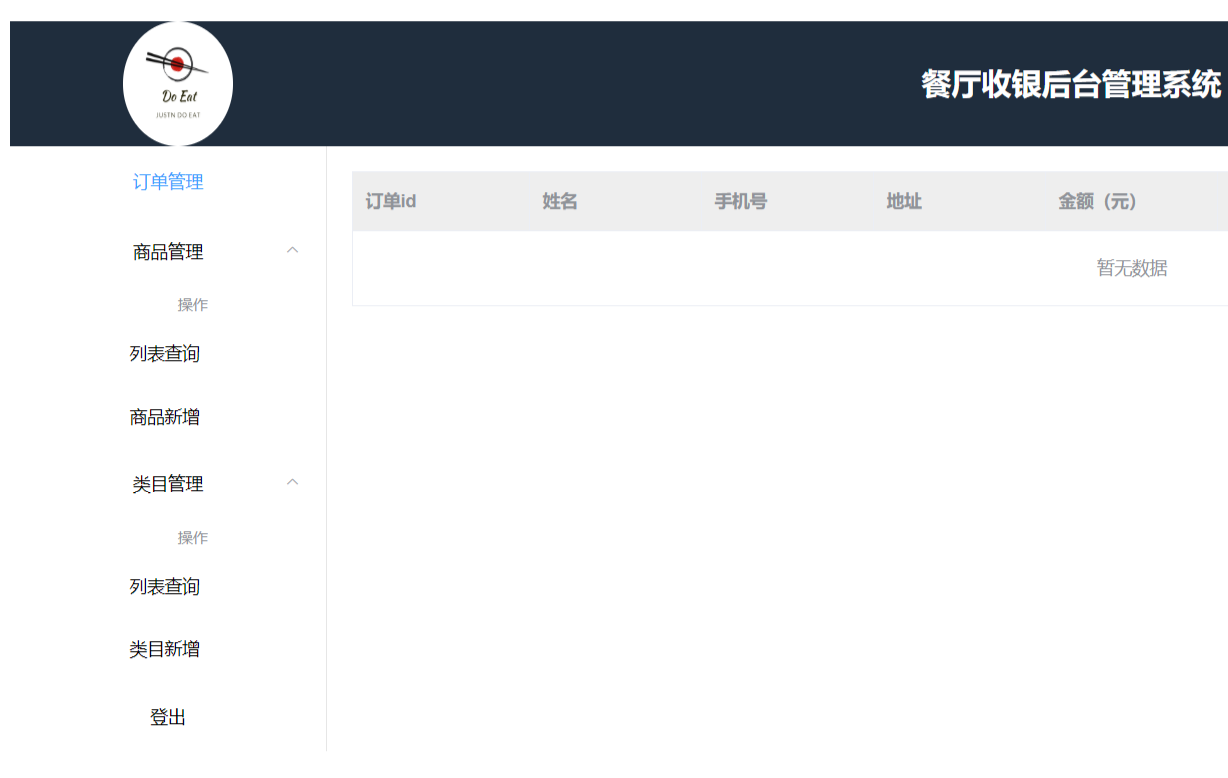 Do Eat
JUSTN DO EAT
餐厅收银后台管理系统
订单管理
商品管理
操作
列表查询
商品新增
类目管理
操作
列表查询
类目新增
登出
订单id 姓名 手机号 地址 金额（元）
暂无数据